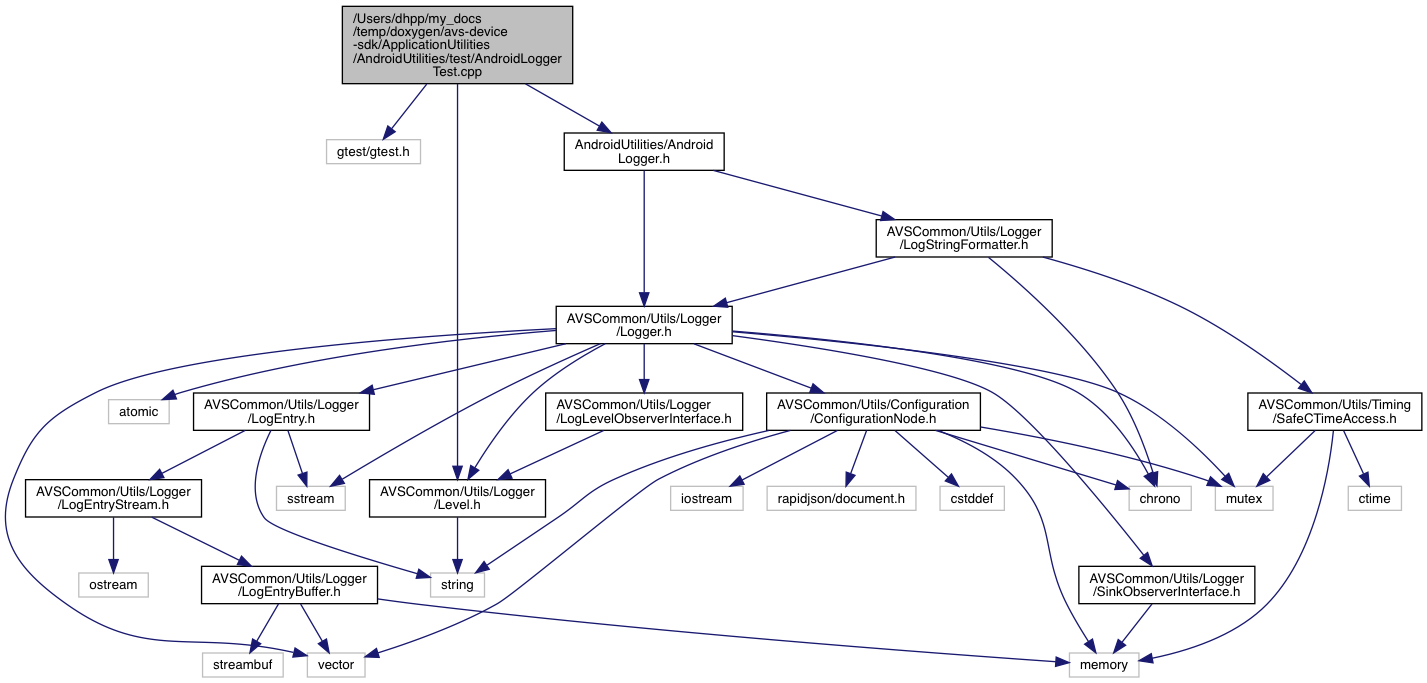 /Users/dhpp/my_docs
/temp/doxygen/avs-device
-sdk/ApplicationUtilities
/AndroidUtilities/test/AndroidLogger
Test.cpp
gtest/gtest.h
AndroidUtilities/Android
Logger.h
AVSCommon/Utils/Logger
/LogStringFormatter.h
AVSCommon/Utils/Logger
/Logger.h
atomic
AVSCommon/Utils/Logger
/LogEntry.h
AVSCommon/Utils/Logger
/LogLevelObserverInterface.h
AVSCommon/Utils/Configuration
/ConfigurationNode.h
AVSCommon/Utils/Timing
/SafeCTimeAccess.h
AVSCommon/Utils/Logger
/LogEntryStream.h
sstream
AVSCommon/Utils/Logger
/Level.h
iostream
rapidjson/document.h
cstddef
chrono
mutex
ctime
ostream
AVSCommon/Utils/Logger
/LogEntryBuffer.h
string
AVSCommon/Utils/Logger
/SinkObserverInterface.h
streambuf
vector
memory